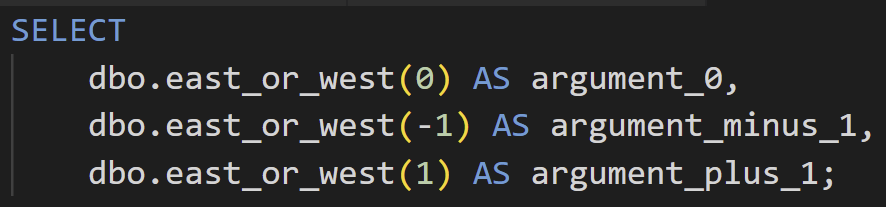 SELECT
    dbo.east_or_west(0) AS argument_0,
    dbo.east_or_west(-1) AS argument_minus_1,
    dbo.east_or_west(1) AS argument_plus_1;